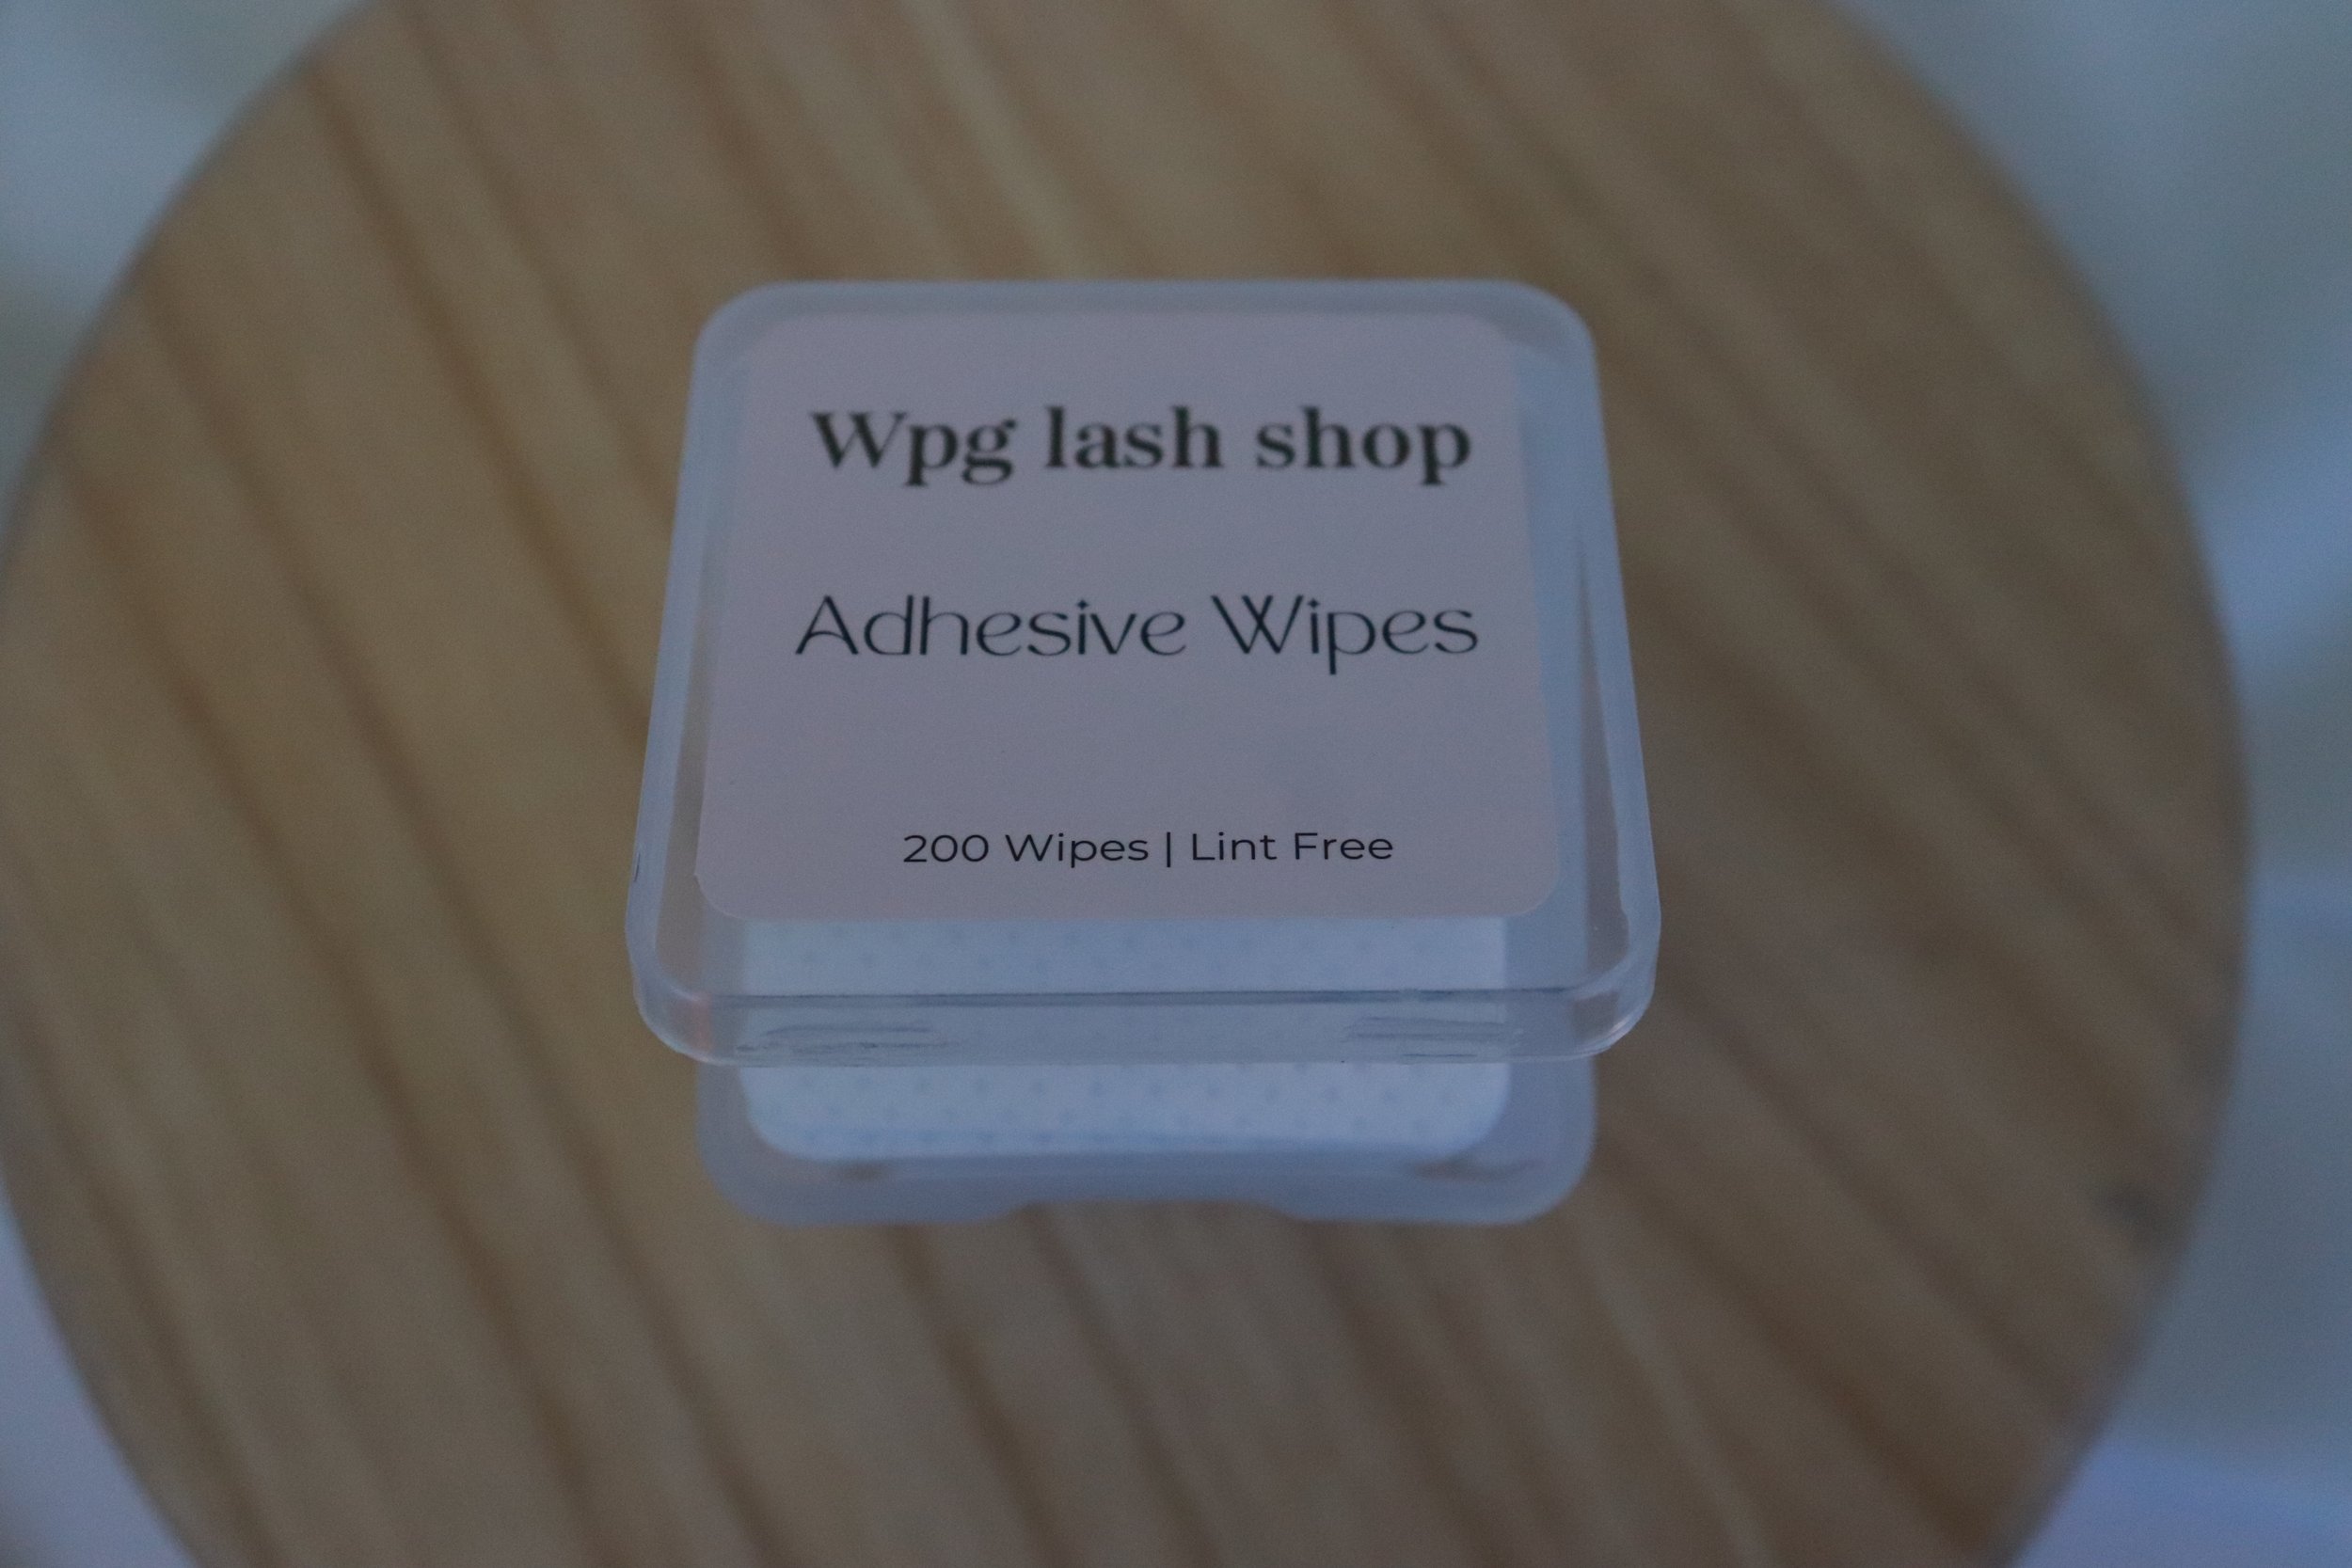 Wpg lash shop
Adhesive Wipes
200 Wipes | Lint Free